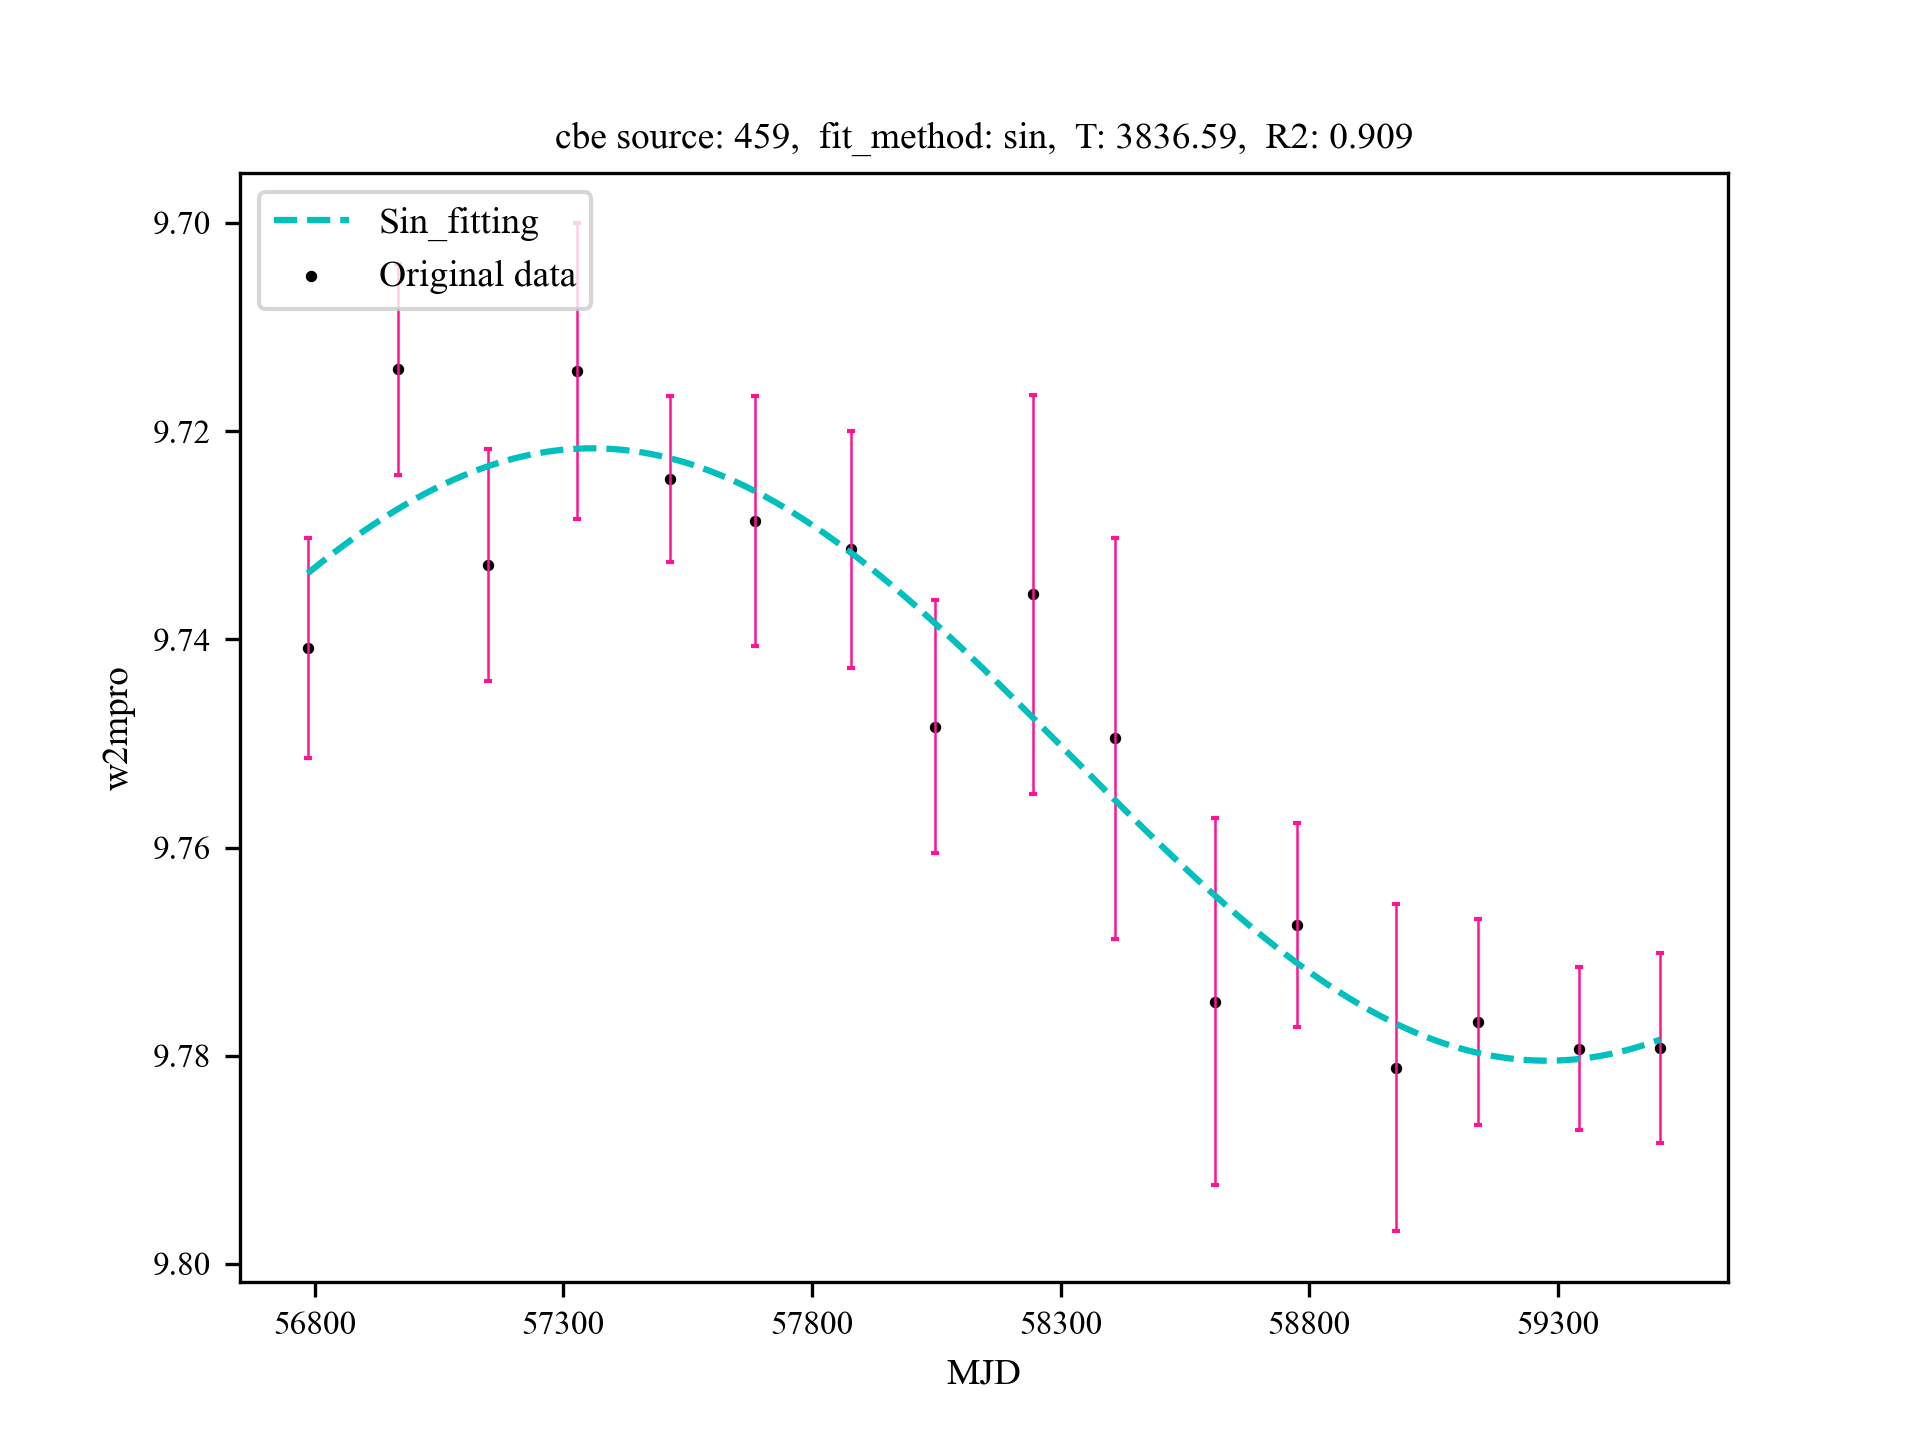 cbe source: 459,  fit_method: sin,  T: 3836.59,  R2: 0.909
Sin_fitting
Original data
9.70
9.72
9.74
9.76
9.78
9.80
w2mpro
56800 57300 57800 58300 58800 59300
MJD